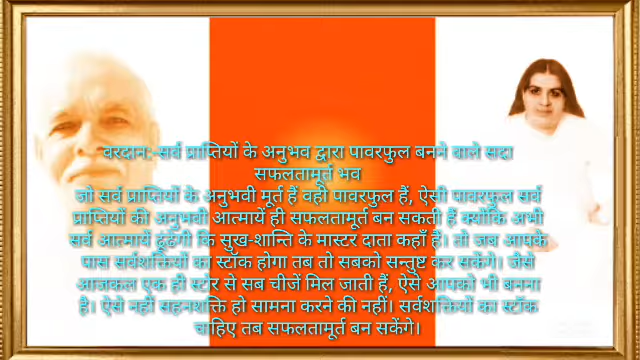 वरदान:-सर्व प्राप्तियों के अनुभव द्वारा पावरफुल बनने वाले सदा
सफलतामूर्त भव
जो सर्व प्राप्तियों के अनुभवी मूर्त हैं वही पावरफुल हैं, ऐसी पावरफुल सर्व
प्राप्तियों की अनुभवी आत्मायें ही सफलतामूर्त बन सकती हैं क्योंकि अभी
सर्व आत्मायें ढूंढेंगी कि सुख-शान्ति के मास्टर दाता कहाँ हैं। तो जब आपके
पास सर्वशक्तियों का स्टॉक होगा तब तो सबको सन्तुष्ट कर सकेंगे। जैसे
आजकल एक ही स्टोर से सब चीजें मिल जाती हैं, ऐसे आपको भी बनना
है। ऐसे नहीं सहनशक्ति हो सामना करने की नहीं। सर्वशक्तियों का स्टॉक
चाहिए तब सफलतामूर्त बन सकेंगे।